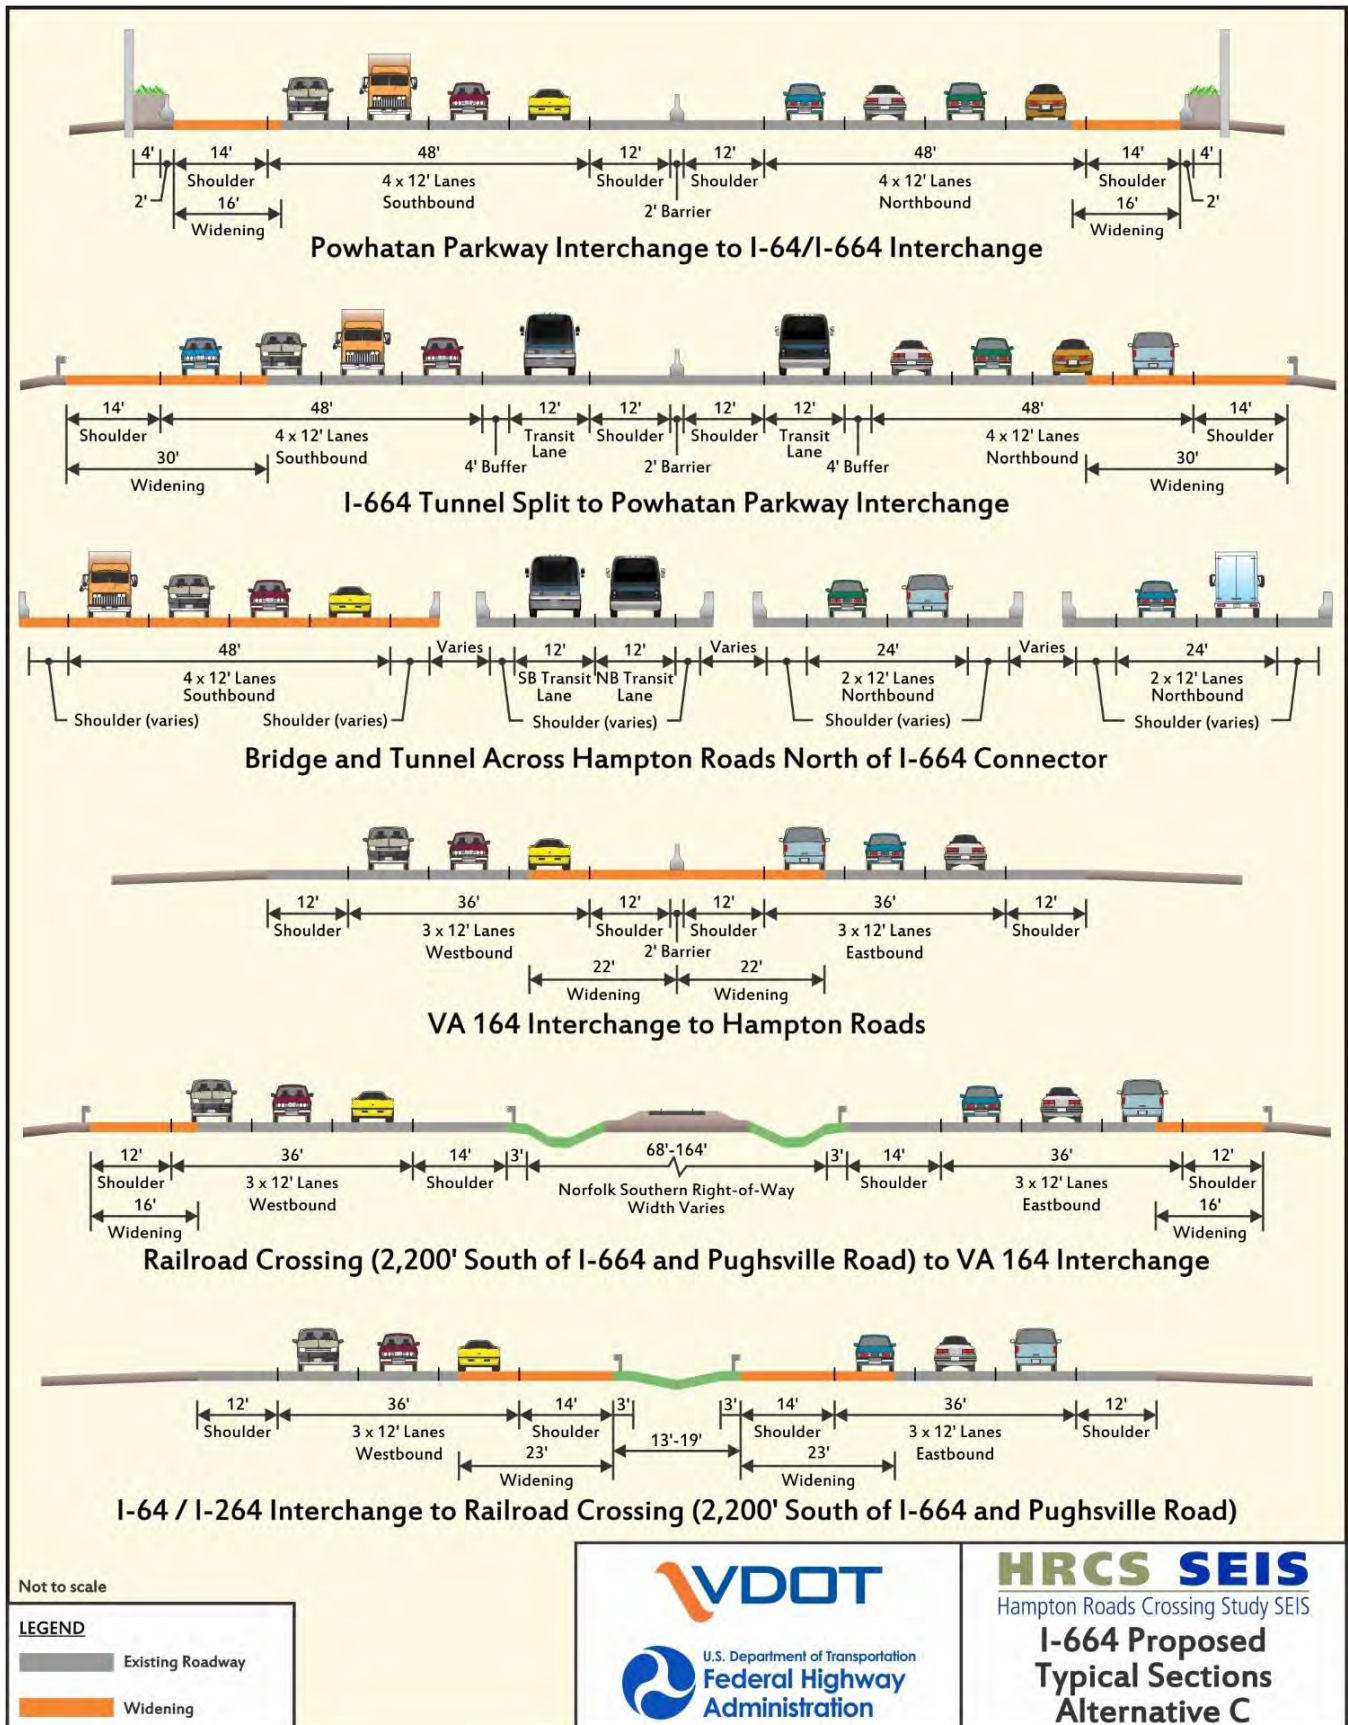 4' 14' 48' 12' 12' 48' 14' 4'
Shoulder 4 x 12' Lanes Shoulder Shoulder 4 x 12' Lanes Shoulder
2' 16' Southbound 2' Barrier Northbound 16' 2'
Widening Widening
Powhatan Parkway Interchange to I-64/I-664 Interchange
14' 48' 12' 12' 12' 12' 48' 14'
Shoulder 4 x 12' Lanes Transit Shoulder Shoulder Transit 4 x 12' Lanes Shoulder
30' Southbound Lane Lane Northbound 30'
4' Buffer 2' Barrier 4' Buffer
Widening Widening
I-664 Tunnel Split to Powhatan Parkway Interchange
48' Varies 12' 12' Varies 24' Varies 24'
4 x 12' Lanes SB Transit NB Transit 2 x 12' Lanes 2 x 12' Lanes
Southbound Lane Lane Northbound Northbound
Shoulder (varies) Shoulder (varies) Shoulder (varies) Shoulder (varies) Shoulder (varies)
Bridge and Tunnel Across Hampton Roads North of I-664 Connector
12' 36' 12' 12' 36' 12'
Shoulder 3 x 12' Lanes Shoulder Shoulder 3 x 12' Lanes Shoulder
Westbound 2' Barrier Eastbound
22' 22'
Widening Widening
VA 164 Interchange to Hampton Roads
12' 36' 14' 3' 68'-164' 3' 14' 36' 12'
Shoulder 3 x 12' Lanes Shoulder Norfolk Southern Right-of-Way Shoulder 3 x 12' Lanes Shoulder
16' Westbound Width Varies Eastbound 16'
Widening Widening
Railroad Crossing (2,200' South of I-664 and Pughsville Road) to VA 164 Interchange
12' 36' 14' 3' 3' 14' 36' 12'
Shoulder 3 x 12' Lanes Shoulder 13'-19' Shoulder 3 x 12' Lanes Shoulder
Westbound 23' 23' Eastbound
Widening Widening
I-64 / I-264 Interchange to Railroad Crossing (2,200' South of I-664 and Pughsville Road)
Not to scale
LEGEND
Existing Roadway
Widening
VDOT
U.S. Department of Transportation
Federal Highway
Administration
HRCS SEIS
Hampton Roads Crossing Study SEIS
I-664 Proposed
Typical Sections
Alternative C